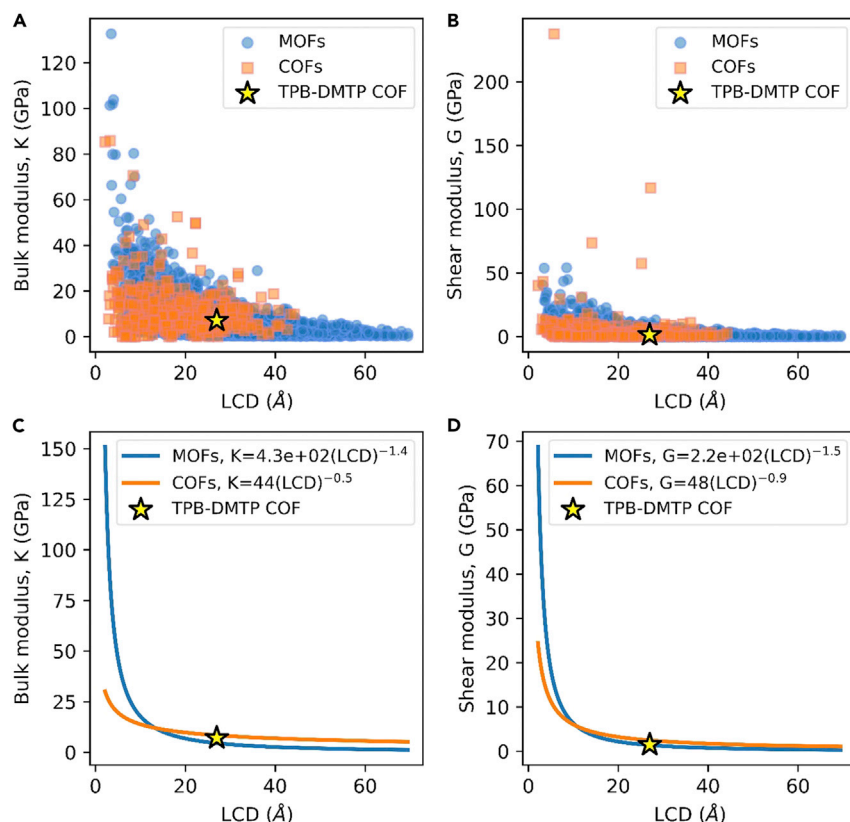 A
Bulk modulus, K (GPa)
120
100
80
60
40
20
0
MOFs
COFs
TPB-DMTP COF
0 20 40 60
LCD (Å)
B
Shear modulus, G (GPa)
200
150
100
50
0
MOFs
COFs
TPB-DMTP COF
0 20 40 60
LCD (Å)
C
Bulk modulus, K (GPa)
150
125
100
75
50
25
0
MOFs, K=4.3e+02(LCD)⁻¹·⁴
COFs, K=44(LCD)⁻⁰·⁵
TPB-DMTP COF
0 20 40 60
LCD (Å)
D
Shear modulus, G (GPa)
70
60
50
40
30
20
10
0
MOFs, G=2.2e+02(LCD)⁻¹·⁵
COFs, G=48(LCD)⁻⁰·⁹
TPB-DMTP COF
0 20 40 60
LCD (Å)